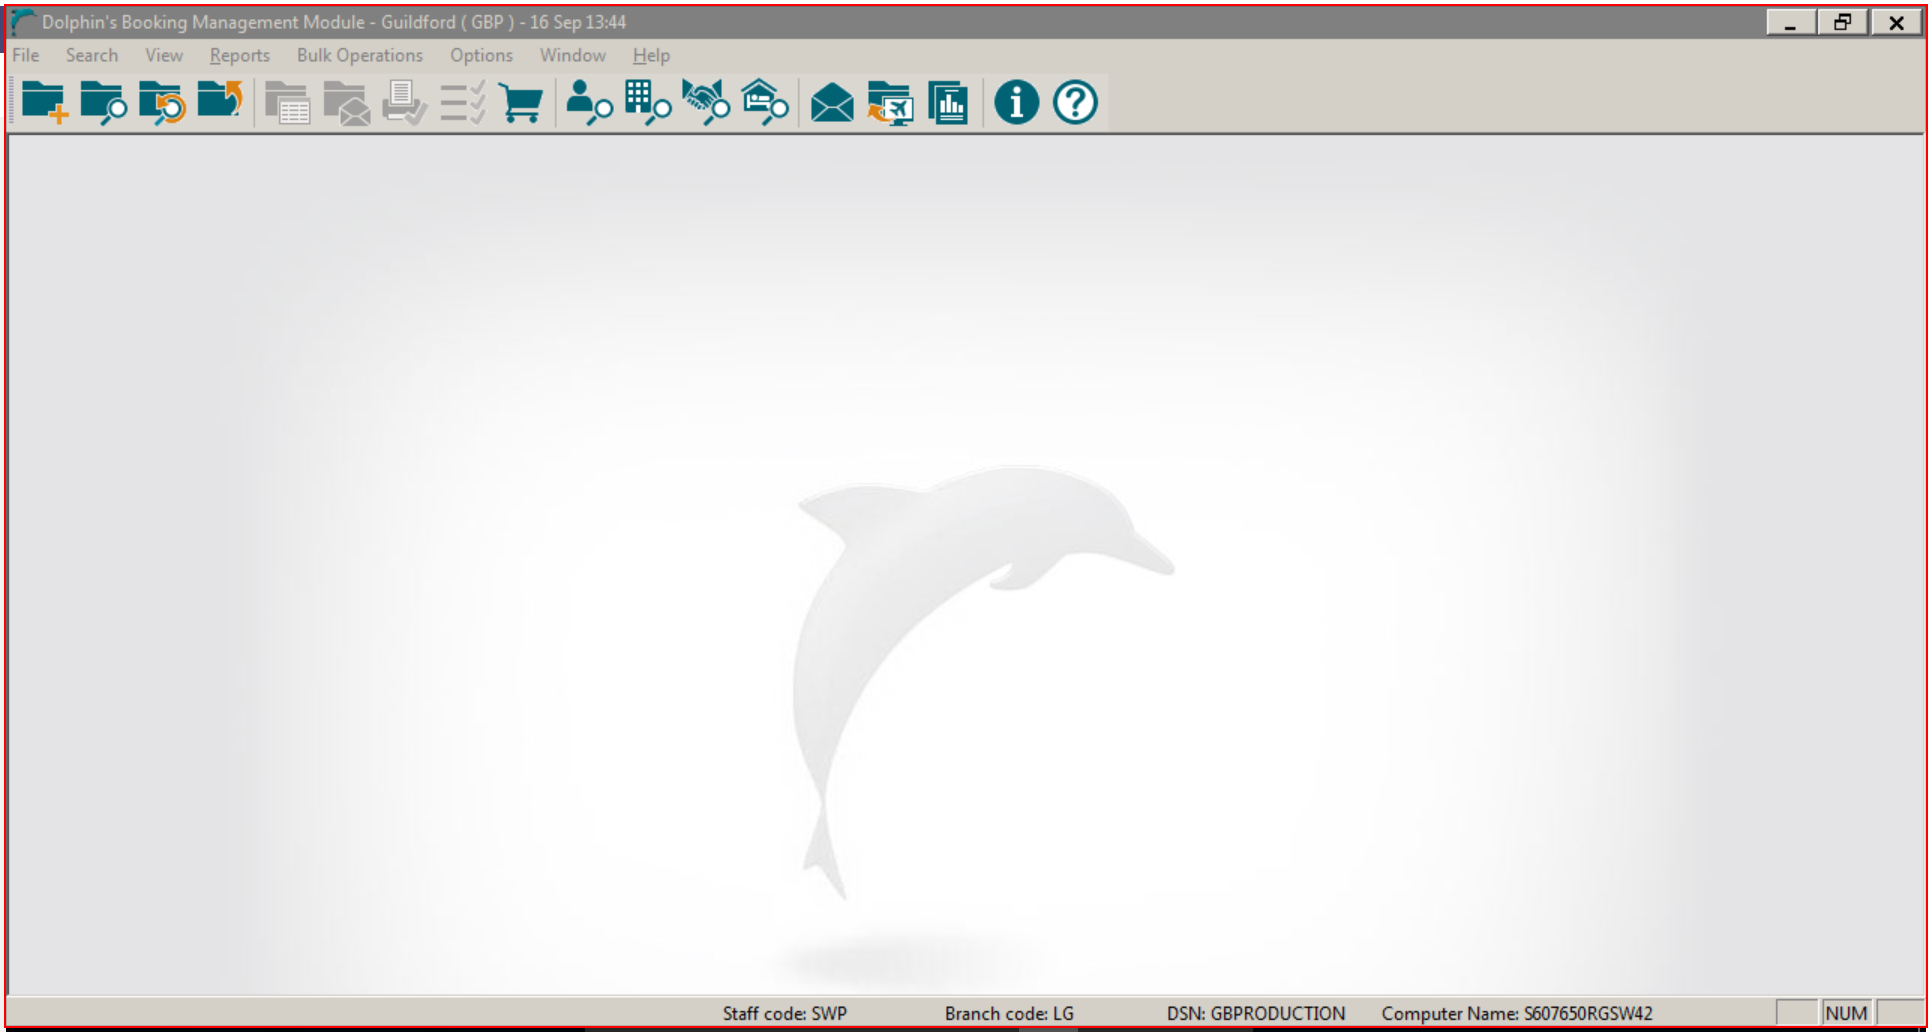 Dolphin's Booking Management Module - Guildford ( GBP ) - 16 Sep 13:44
File Search View Reports Bulk Operations Options Window Help
Staff code: SWP Branch code: LG DSN: GBPRODUCTION Computer Name: S607650RGSW42 NUM